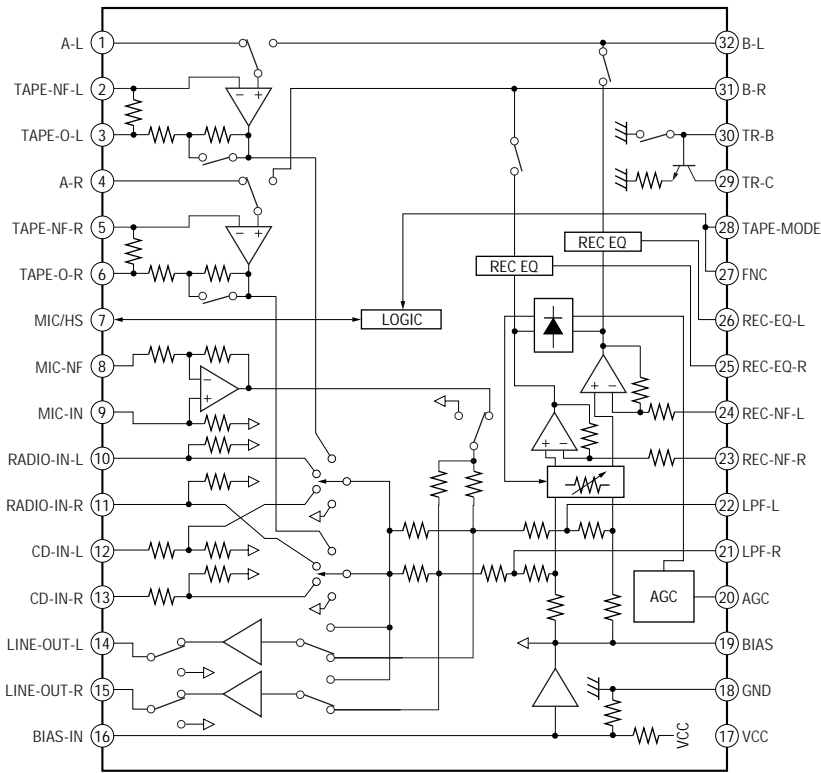 A-L 1
TAPE-NF-L 2
TAPE-O-L 3
A-R 4
TAPE-NF-R 5
TAPE-O-R 6
MIC/HS 7
MIC-NF 8
MIC-IN 9
RADIO-IN-L 10
RADIO-IN-R 11
CD-IN-L 12
CD-IN-R 13
LINE-OUT-L 14
LINE-OUT-R 15
BIAS-IN 16
− +
− +
LOGIC
−
+
REC EQ
REC EQ
+ −
+ −
AGC
VCC
32 B-L
31 B-R
30 TR-B
29 TR-C
28 TAPE-MODE
27 FNC
26 REC-EQ-L
25 REC-EQ-R
24 REC-NF-L
23 REC-NF-R
22 LPF-L
21 LPF-R
20 AGC
19 BIAS
18 GND
17 VCC